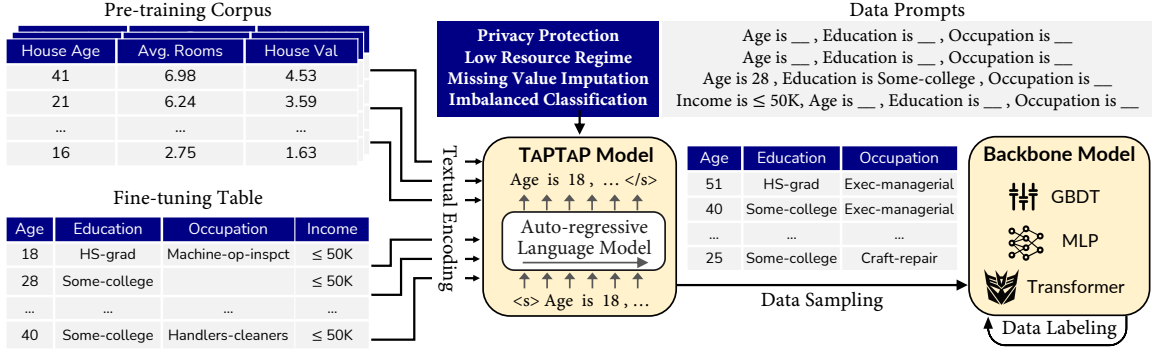 Pre-training Corpus
House Age Avg. Rooms House Val
41 6.98 4.53
21 6.24 3.59
... ... ...
16 2.75 1.63
Fine-tuning Table
Age Education Occupation Income
18 HS-grad Machine-op-inspct ≤ 50K
28 Some-college ≤ 50K
... ... ... ...
40 Some-college Handlers-cleaners ≤ 50K
Textual Encoding
Privacy Protection
Low Resource Regime
Missing Value Imputation
Imbalanced Classification
Data Prompts
Age is __ , Education is __ , Occupation is __
Age is __ , Education is __ , Occupation is __
Age is 28 , Education is Some-college , Occupation is __
Income is ≤ 50K, Age is __ , Education is __ , Occupation is __
TAPTAP Model
Age is 18 , … </s>
Auto-regressive
Language Model
<s> Age is 18 , …
Age Education Occupation
51 HS-grad Exec-managerial
40 Some-college Exec-managerial
... ... ...
25 Some-college Craft-repair
Data Sampling
Backbone Model
GBDT
MLP
Transformer
Data Labeling